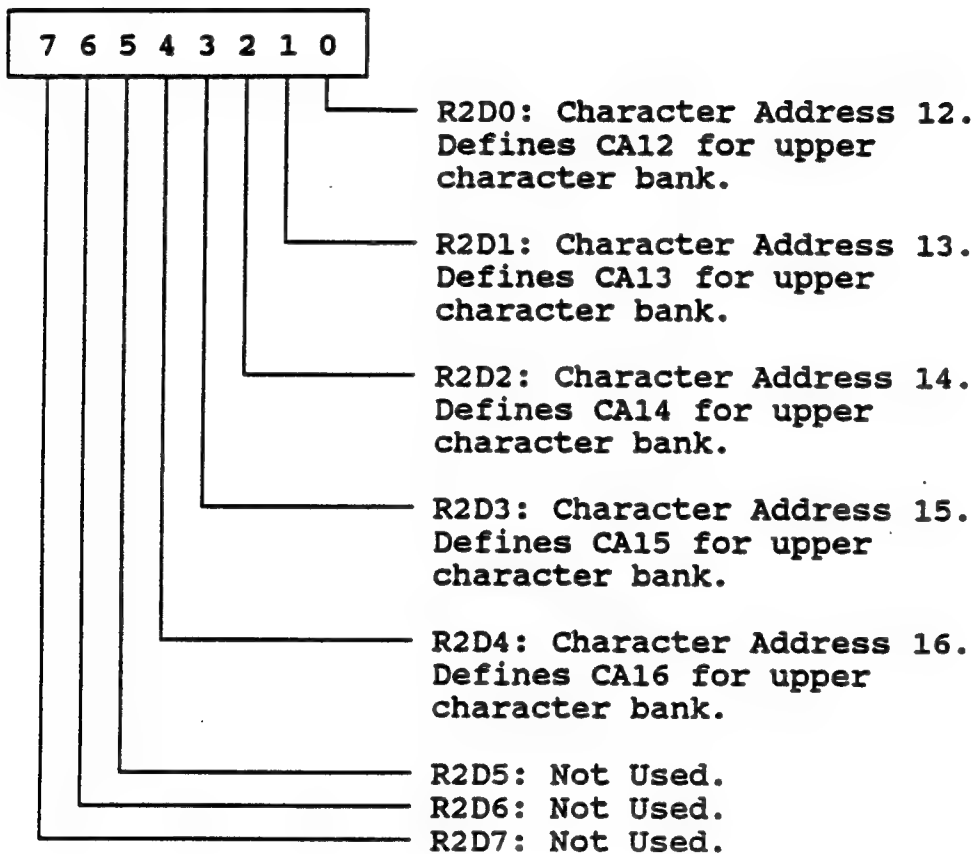 7 6 5 4 3 2 1 0
R2D0: Character Address 12.
Defines CA12 for upper
character bank.
R2D1: Character Address 13.
Defines CA13 for upper
character bank.
R2D2: Character Address 14.
Defines CA14 for upper
character bank.
R2D3: Character Address 15.
Defines CA15 for upper
character bank.
R2D4: Character Address 16.
Defines CA16 for upper
character bank.
R2D5: Not Used.
R2D6: Not Used.
R2D7: Not Used.